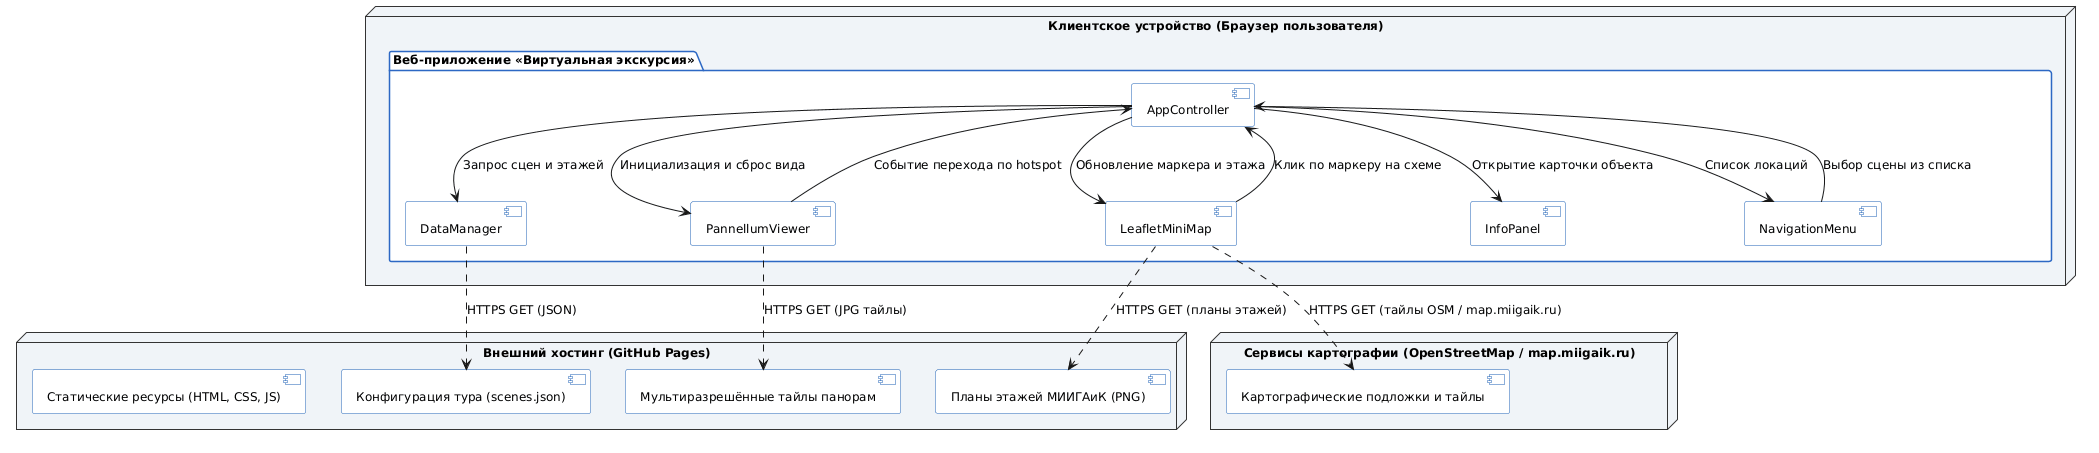 Клиентское устройство (Браузер пользователя)
Веб-приложение «Виртуальная экскурсия»
AppController
Запрос сцен и этажей
Инициализация и сброс вида
Событие перехода по hotspot
Обновление маркера и этажа
Клик по маркеру на схеме
Открытие карточки объекта
Список локаций
Выбор сцены из списка
DataManager
PannellumViewer
LeafletMiniMap
InfoPanel
NavigationMenu
HTTPS GET (JSON)
HTTPS GET (JPG тайлы)
HTTPS GET (планы этажей)
HTTPS GET (тайлы OSM / map.miigaik.ru)
Внешний хостинг (GitHub Pages)
Сервисы картографии (OpenStreetMap / map.miigaik.ru)
Статические ресурсы (HTML, CSS, JS)
Конфигурация тура (scenes.json)
Мультиразрешённые тайлы панорам
Планы этажей МИИГАиК (PNG)
Картографические подложки и тайлы